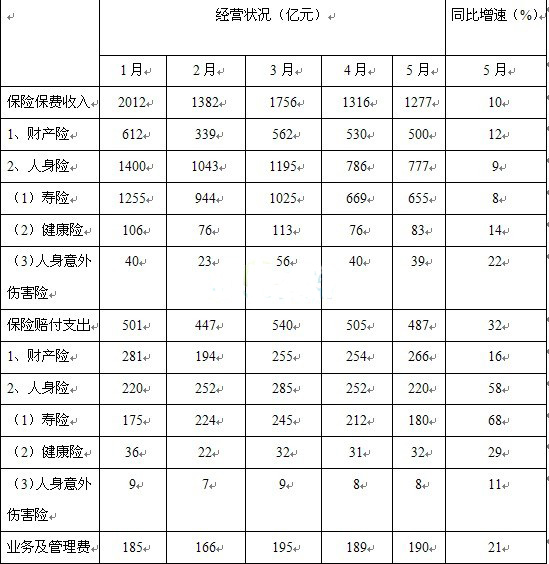 经营状况（亿元） 同比增速（%）
1月 2月 3月 4月 5月 5月
保险保费收入 2012 1382 1756 1316 1277 10
1、财产险 612 339 562 530 500 12
2、人身险 1400 1043 1195 786 777 9
（1）寿险 1255 944 1025 669 655 8
（2）健康险 106 76 113 76 83 14
（3)人身意外 40 23 56 40 39 22
伤害险
保险赔付支出 501 447 540 505 487 32
1、财产险 281 194 255 254 266 16
2、人身险 220 252 285 252 220 58
（1）寿险 175 224 245 212 180 68
（2）健康险 36 22 32 31 32 29
（3)人身意外 9 7 9 8 8 11
伤害险
业务及管理费 185 166 195 189 190 21